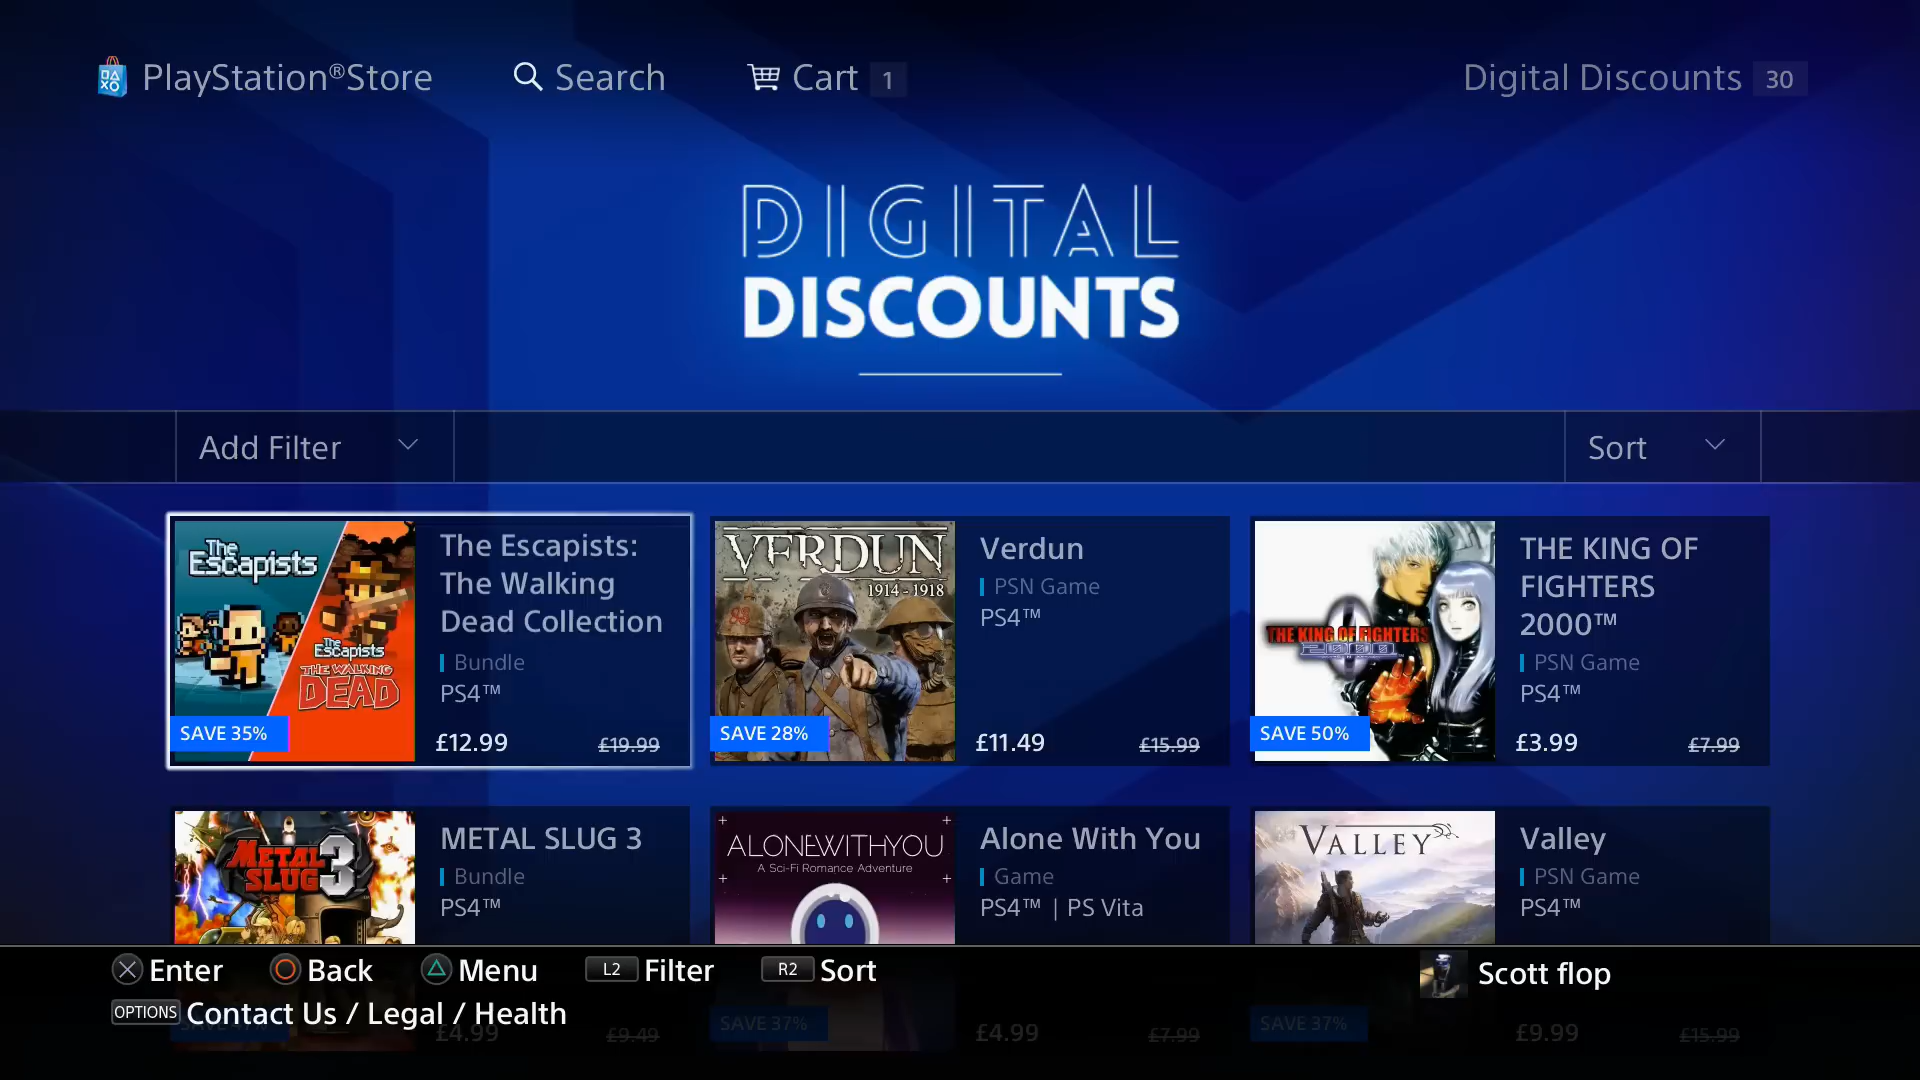 PlayStation®Store
Search
Cart 1
Digital Discounts 30
DIGITAL
DISCOUNTS
Add Filter
Sort
The Escapists
The Escapists
THE WALKING
DEAD
SAVE 35%
The Escapists:
The Walking
Dead Collection
Bundle
PS4™
£12.99 £19.99
VERDUN
1914 - 1918
SAVE 28%
Verdun
PSN Game
PS4™
£11.49 £15.99
THE KING OF FIGHTERS
2000
SAVE 50%
THE KING OF
FIGHTERS
2000™
PSN Game
PS4™
£3.99 £7.99
METAL
SLUG 3
METAL SLUG 3
Bundle
PS4™
£4.99 £9.49
ALONEWITHYOU
A Sci-Fi Romance Adventure
SAVE 37%
Alone With You
Game
PS4™ | PS Vita
£4.99 £7.99
VALLEY
SAVE 37%
Valley
PSN Game
PS4™
£9.99 £15.99
Enter
Back
Menu
L2 Filter
R2 Sort
Scott flop
OPTIONS Contact Us / Legal / Health